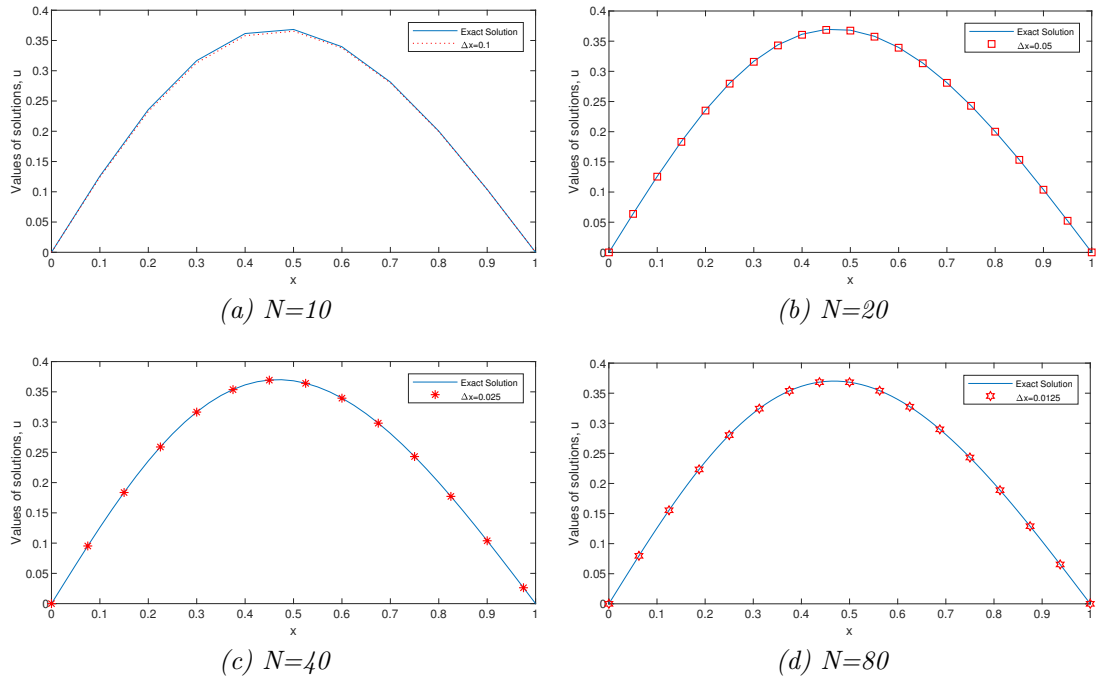 Values of solutions, u
0.4
0.35
0.3
0.25
0.2
0.15
0.1
0.05
0
Exact Solution
Δx=0.1
0 0.1 0.2 0.3 0.4 0.5 0.6 0.7 0.8 0.9 1
x
(a) N=10
Values of solutions, u
0.4
0.35
0.3
0.25
0.2
0.15
0.1
0.05
0
Exact Solution
Δx=0.05
0 0.1 0.2 0.3 0.4 0.5 0.6 0.7 0.8 0.9 1
x
(b) N=20
Values of solutions, u
0.4
0.35
0.3
0.25
0.2
0.15
0.1
0.05
0
Exact Solution
Δx=0.025
0 0.1 0.2 0.3 0.4 0.5 0.6 0.7 0.8 0.9 1
x
(c) N=40
Values of solutions, u
0.4
0.35
0.3
0.25
0.2
0.15
0.1
0.05
0
Exact Solution
Δx=0.0125
0 0.1 0.2 0.3 0.4 0.5 0.6 0.7 0.8 0.9 1
x
(d) N=80